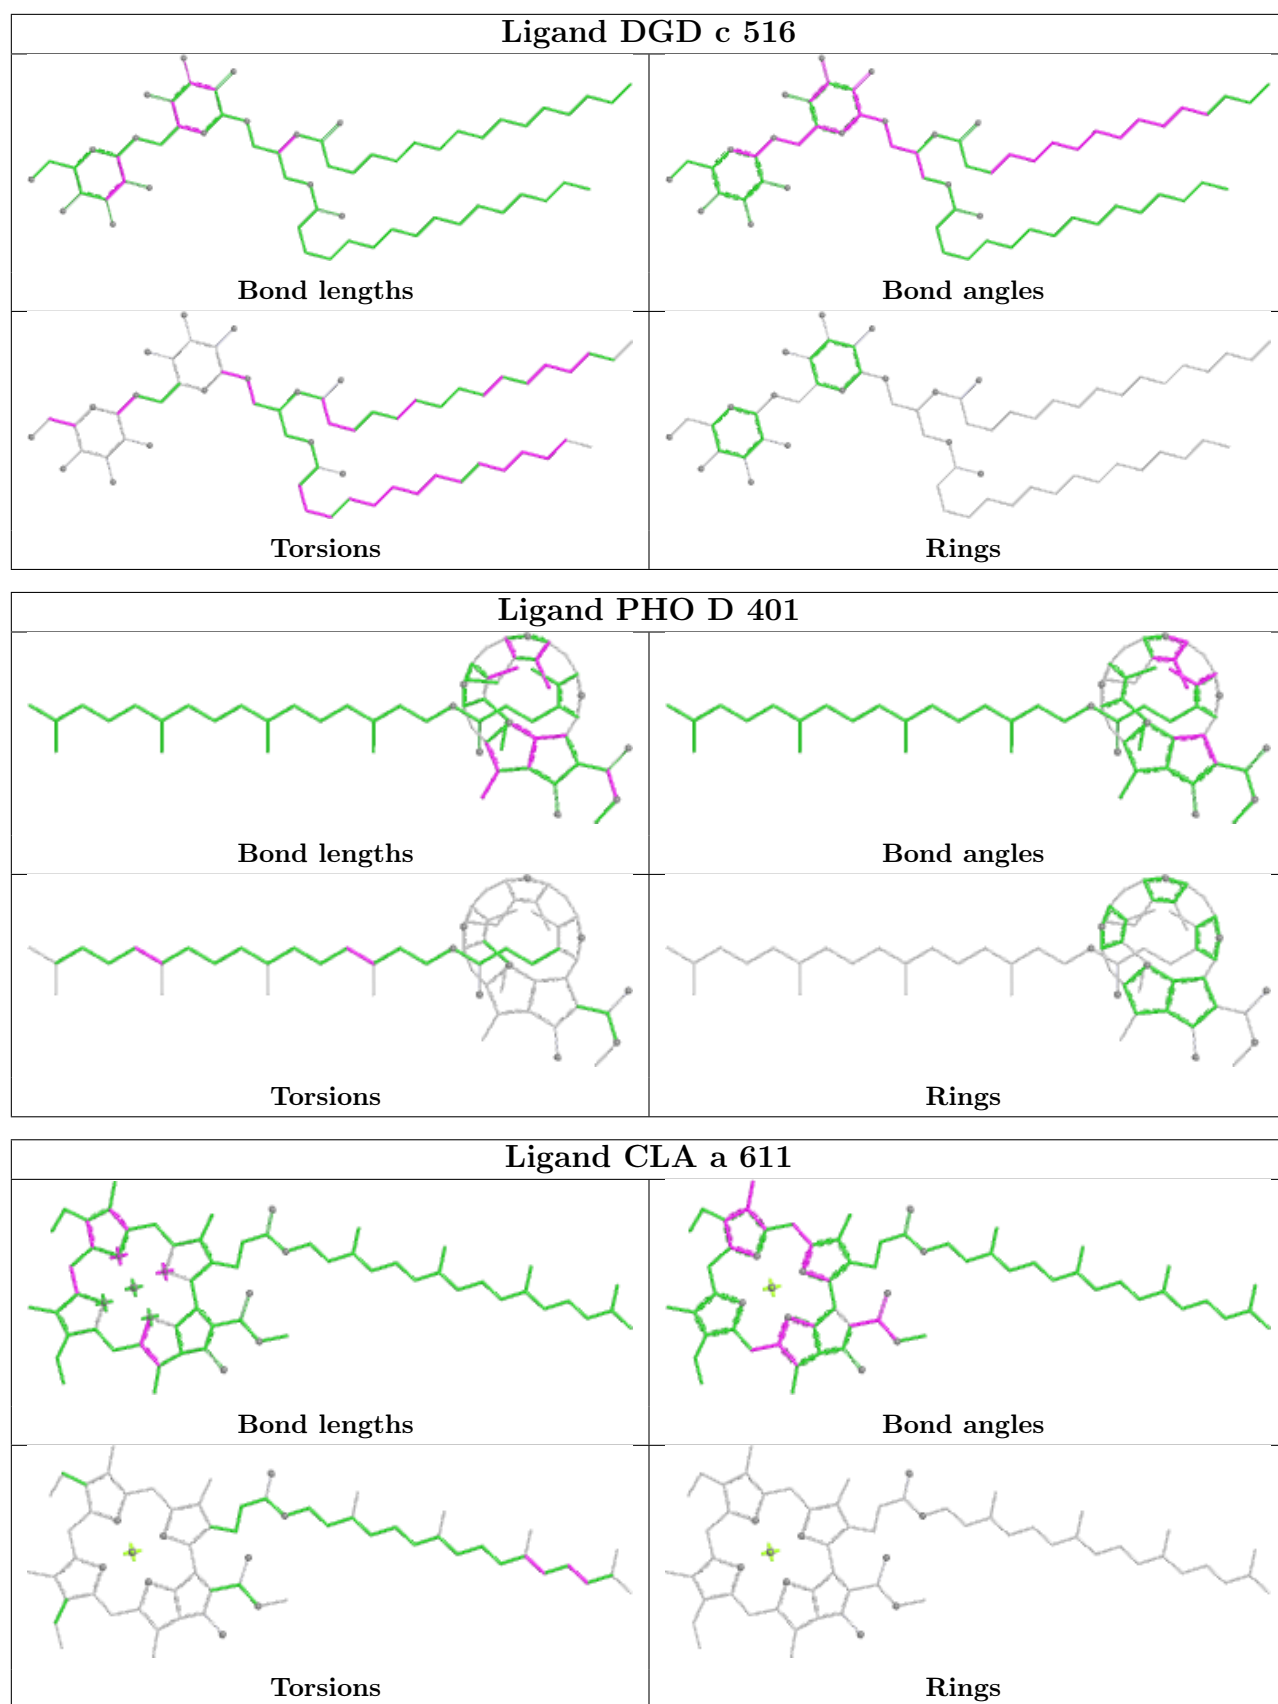 Ligand DGD c 516
Bond lengths
Bond angles
Torsions
Rings
Ligand PHO D 401
Bond lengths
Bond angles
Torsions
Rings
Ligand CLA a 611
Bond lengths
Bond angles
Torsions
Rings